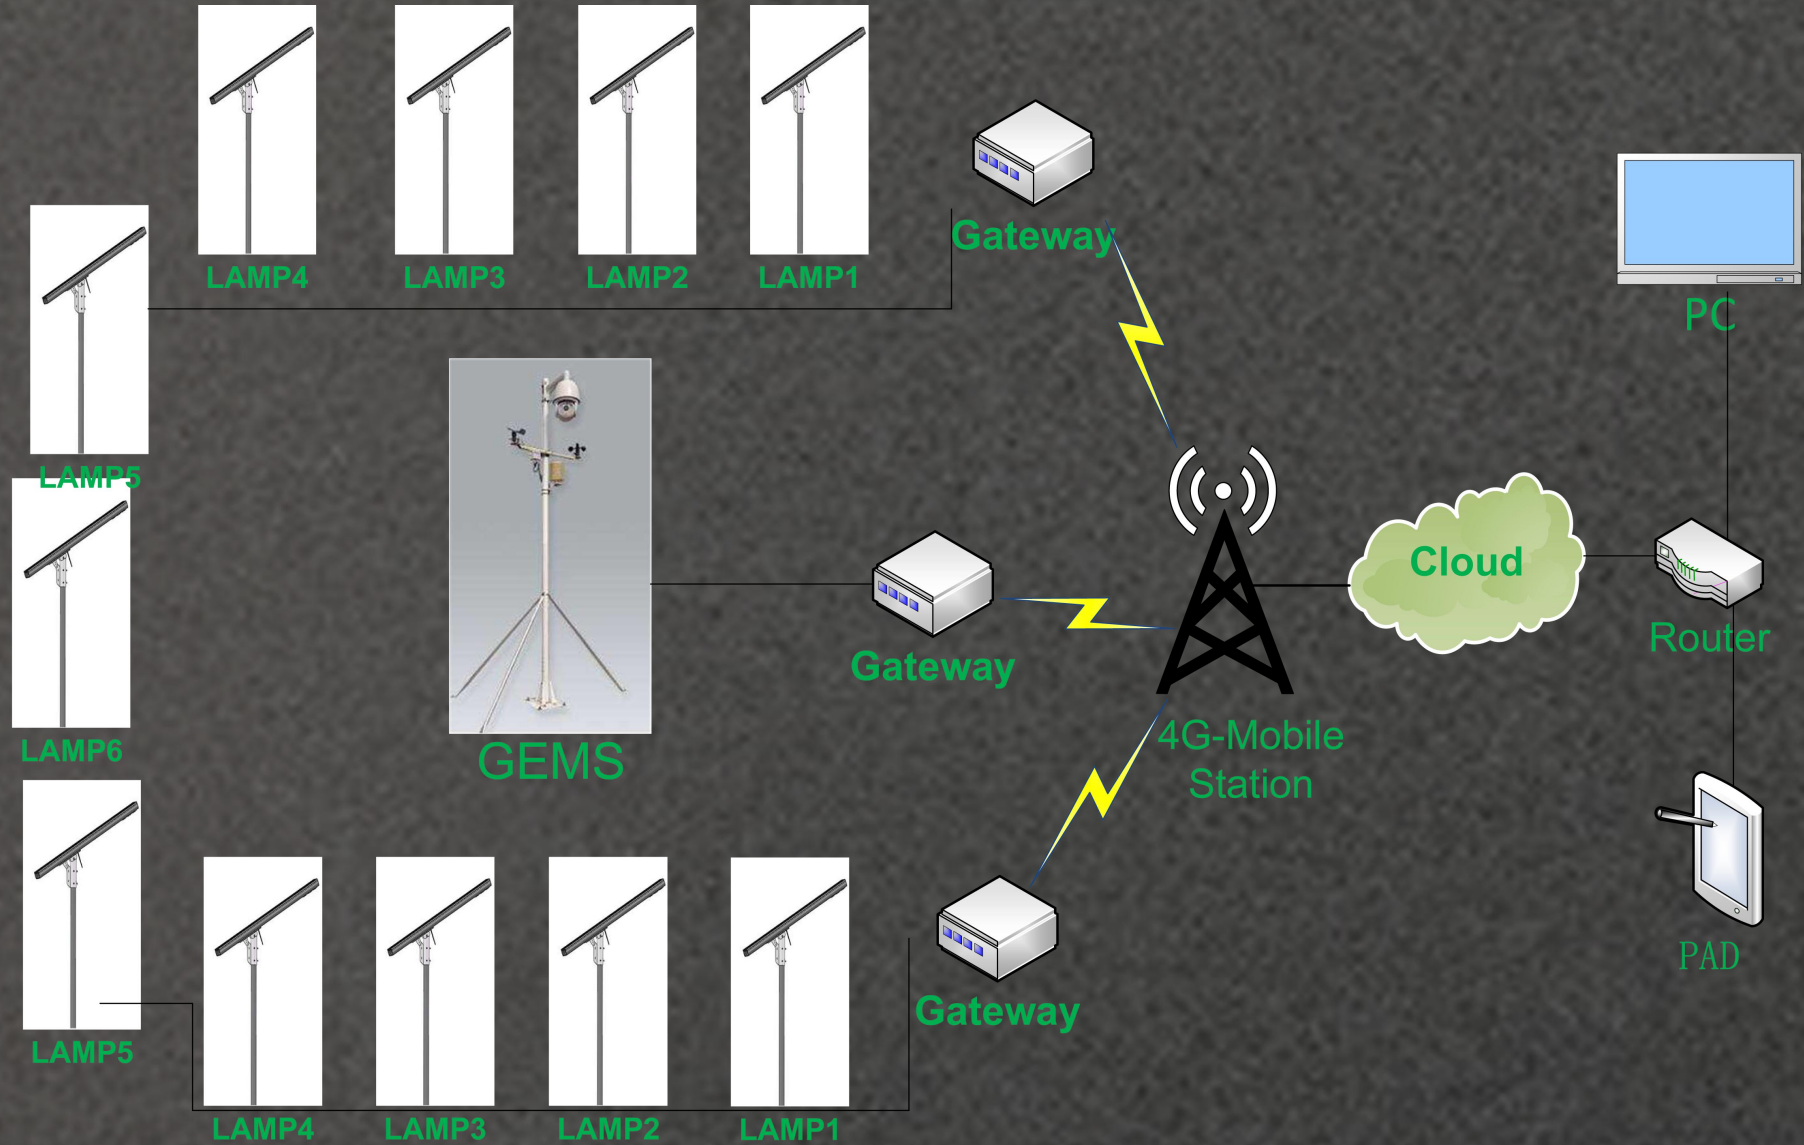 LAMP4
LAMP3
LAMP2
LAMP1
Gateway
PC
LAMP5
LAMP6
GEMS
Gateway
4G-Mobile
Station
Cloud
Router
PAD
LAMP5
LAMP4
LAMP3
LAMP2
LAMP1
Gateway